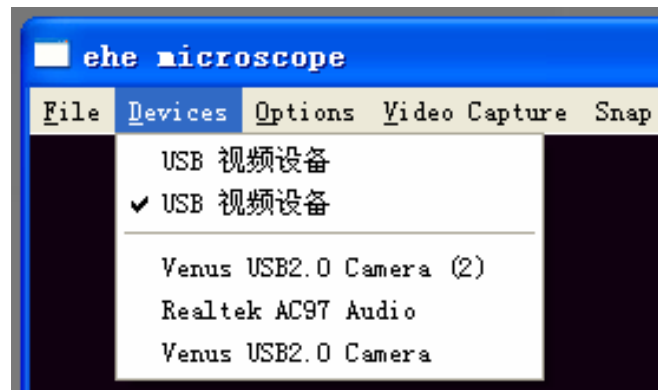 ehe microscope
File Devices Options Video Capture Snap
USB 视频设备
✔ USB 视频设备
Venus USB2.0 Camera (2)
Realtek AC97 Audio
Venus USB2.0 Camera